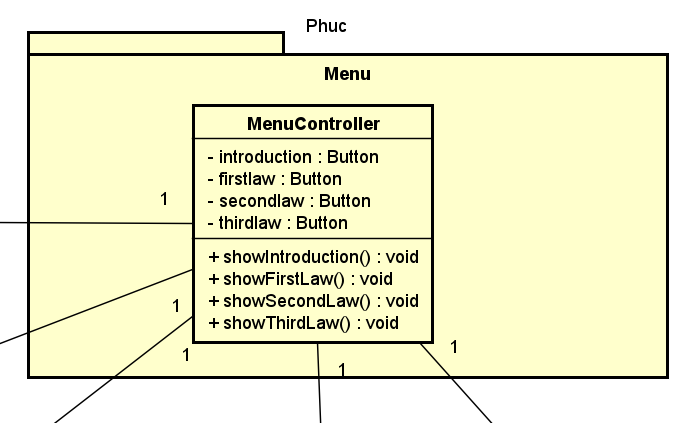 Phuc
Menu
MenuController
- introduction : Button
- firstlaw : Button
- secondlaw : Button
- thirdlaw : Button
+ showIntroduction() : void
+ showFirstLaw() : void
+ showSecondLaw() : void
+ showThirdLaw() : void
1
1
1
1
1